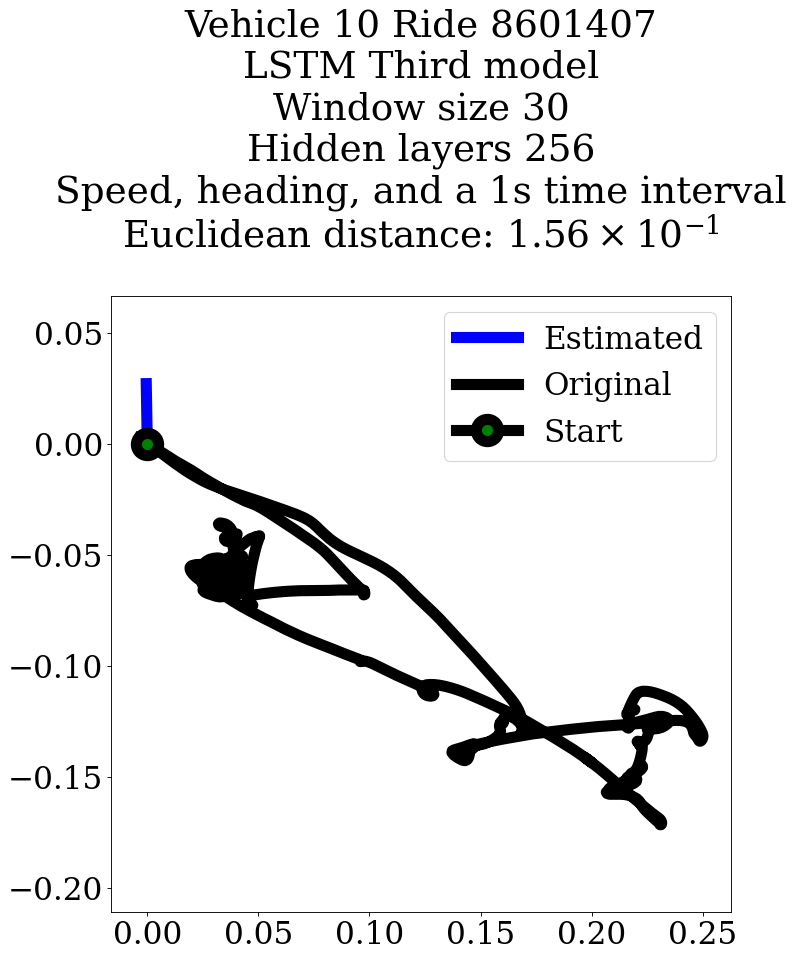 Vehicle 10 Ride 8601407
LSTM Third model
Window size 30
Hidden layers 256
Speed, heading, and a 1s time interval
Euclidean distance: 1.56 × 10⁻¹
Estimated
Original
Start
0.05
0.00
−0.05
−0.10
−0.15
−0.20
0.00 0.05 0.10 0.15 0.20 0.25